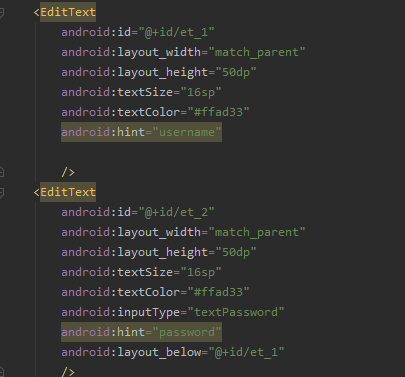 <EditText
android:id="@+id/et_1"
android:layout_width="match_parent"
android:layout_height="50dp"
android:textSize="16sp"
android:textColor="#ffad33"
android:hint="username"
/>
<EditText
android:id="@+id/et_2"
android:layout_width="match_parent"
android:layout_height="50dp"
android:textSize="16sp"
android:textColor="#ffad33"
android:inputType="textPassword"
android:hint="password"
android:layout_below="@+id/et_1"
/>